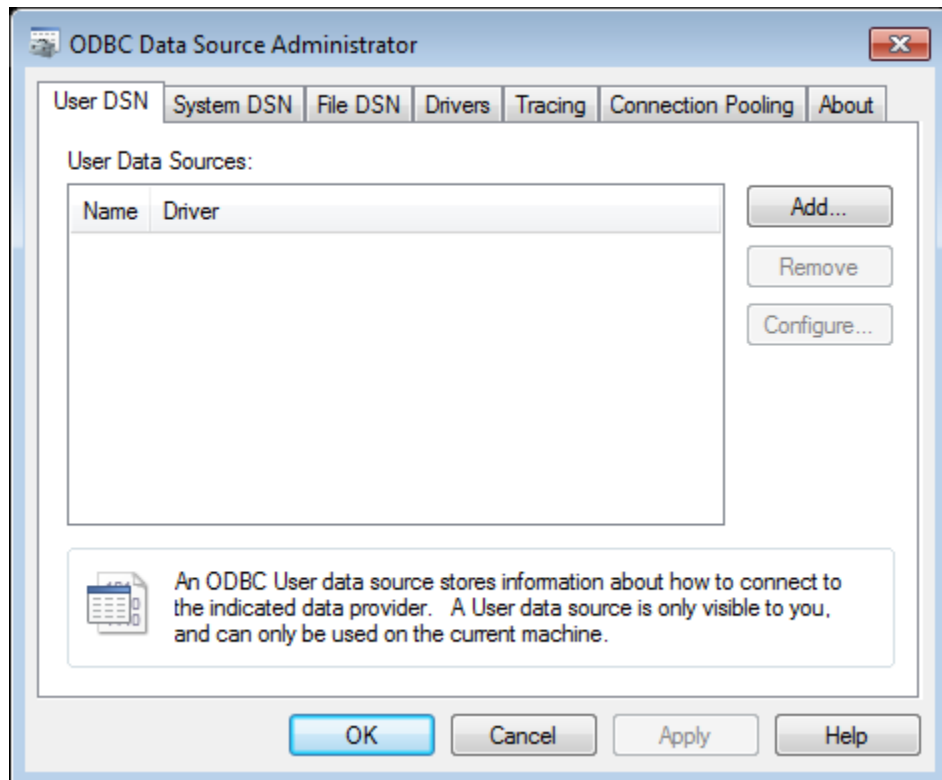 ODBC Data Source Administrator
User DSN System DSN File DSN Drivers Tracing Connection Pooling About
User Data Sources:
Name Driver
Add...
Remove
Configure...
An ODBC User data source stores information about how to connect to
the indicated data provider. A User data source is only visible to you,
and can only be used on the current machine.
OK Cancel Apply Help